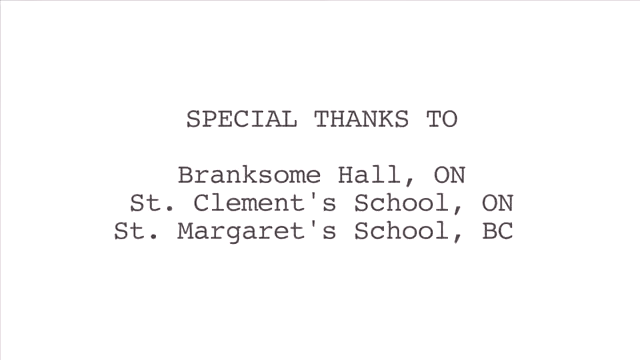 SPECIAL THANKS TO
Branksome Hall, ON
St. Clement's School, ON
St. Margaret's School, BC